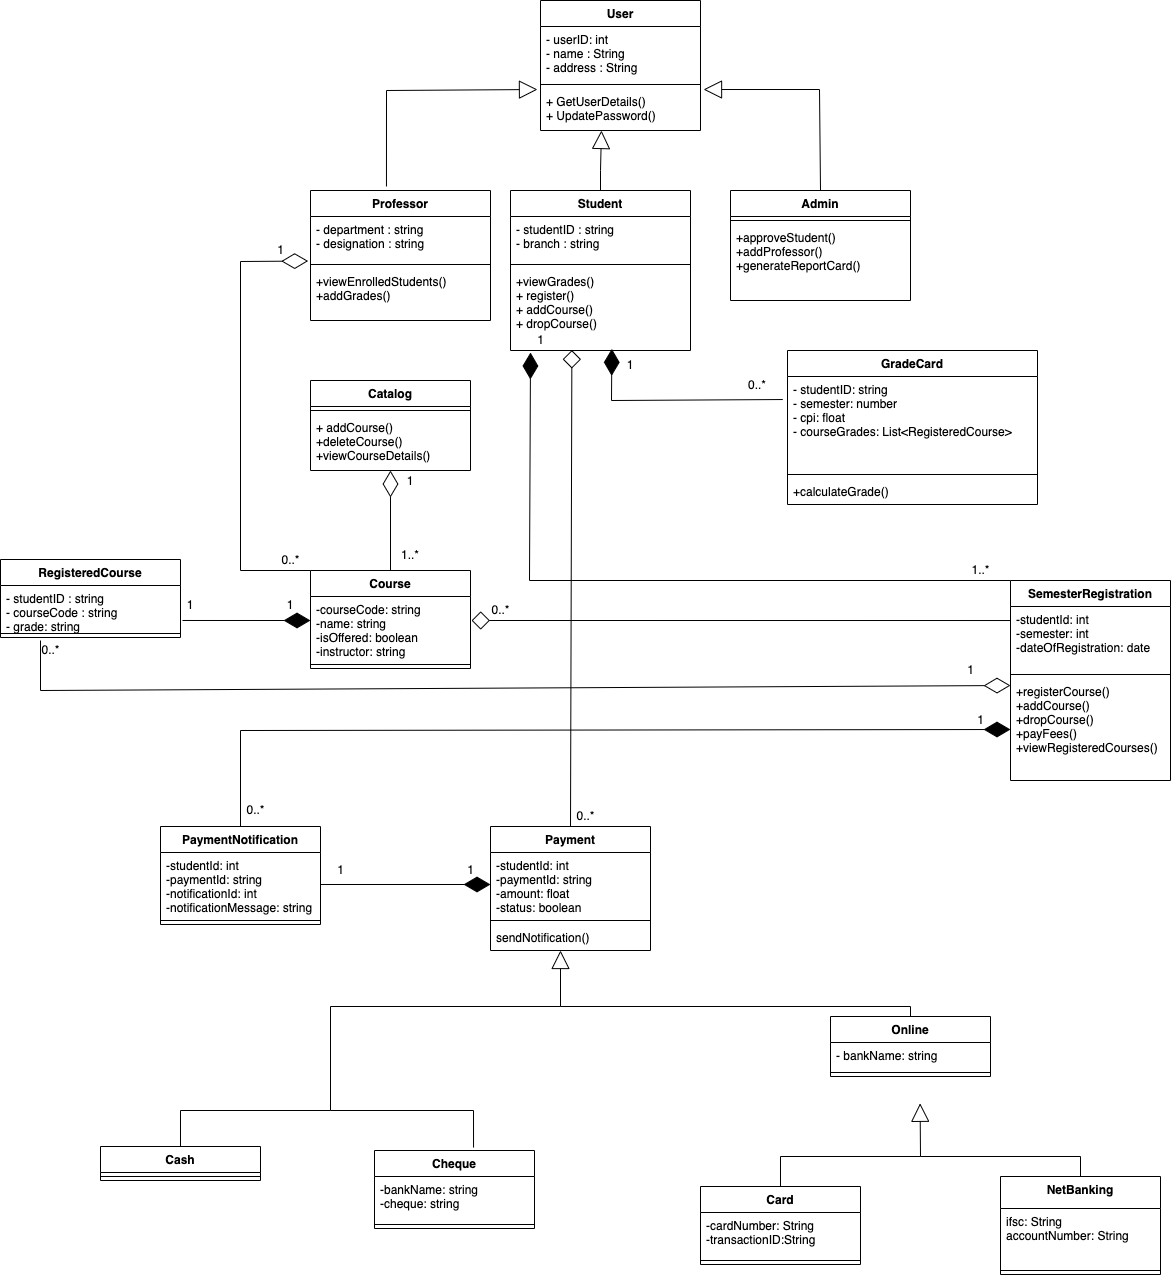 User
- userID: int
- name : String
- address : String
+ GetUserDetails()
+ UpdatePassword()
Professor
- department : string
- designation : string
+viewEnrolledStudents()
+addGrades()
1
Student
- studentID : string
- branch : string
+viewGrades()
+ register()
+ addCourse()
+ dropCourse()
1
1
Admin
+approveStudent()
+addProfessor()
+generateReportCard()
0..*
GradeCard
- studentID: string
- semester: number
- cpi: float
- courseGrades: List<RegisteredCourse>
+calculateGrade()
Catalog
+ addCourse()
+deleteCourse()
+viewCourseDetails()
1
0..*
1..*
RegisteredCourse
- studentID : string
- courseCode : string
- grade: string
1
1
0..*
Course
-courseCode: string
-name: string
-isOffered: boolean
-instructor: string
0..*
1..*
SemesterRegistration
-studentId: int
-semester: int
-dateOfRegistration: date
+registerCourse()
+addCourse()
+dropCourse()
+payFees()
+viewRegisteredCourses()
1
1
0..*
0..*
PaymentNotification
-studentId: int
-paymentId: string
-notificationId: int
-notificationMessage: string
1
1
Payment
-studentId: int
-paymentId: string
-amount: float
-status: boolean
sendNotification()
Online
- bankName: string
Cash
Cheque
-bankName: string
-cheque: string
Card
-cardNumber: String
-transactionID:String
NetBanking
ifsc: String
accountNumber: String